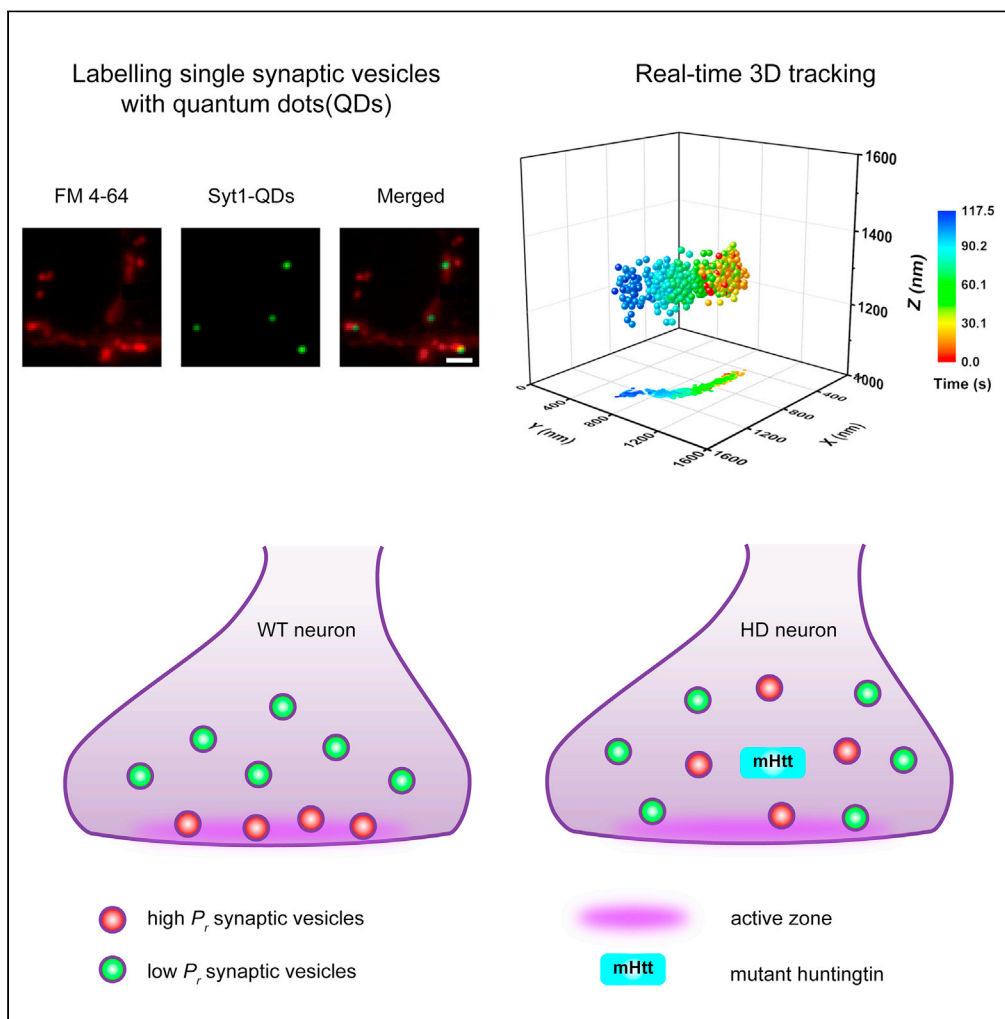 Labelling single synaptic vesicles
with quantum dots(QDs)
Real-time 3D tracking
FM 4-64
Syt1-QDs
Merged
1600
1400
1200
1000
Z (nm)
0
400
800
1200
1600
Y (nm)
400
800
1200
1600
X (nm)
117.5
90.2
60.1
30.1
0.0
Time (s)
WT neuron
HD neuron
mHtt
high Pr synaptic vesicles
low Pr synaptic vesicles
active zone
mHtt
mutant huntingtin